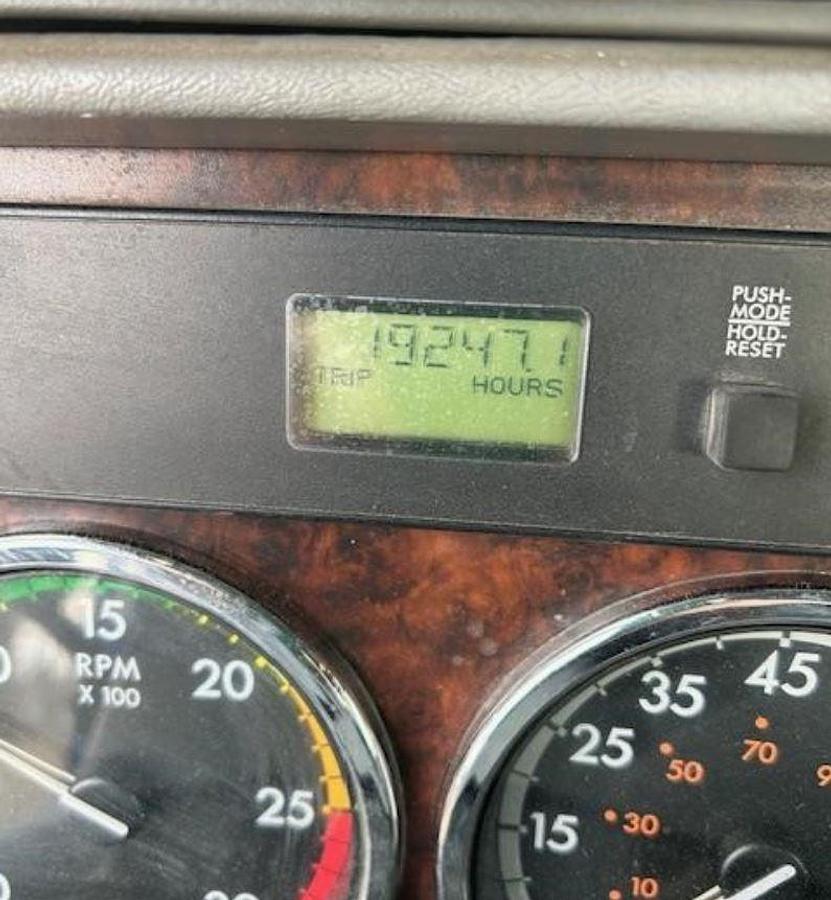 PUSH-
MODE
HOLD-
RESET
19247.1
TRIP HOURS
15
RPM
X 100
20
25
45
35
25
15
70
50
30
10